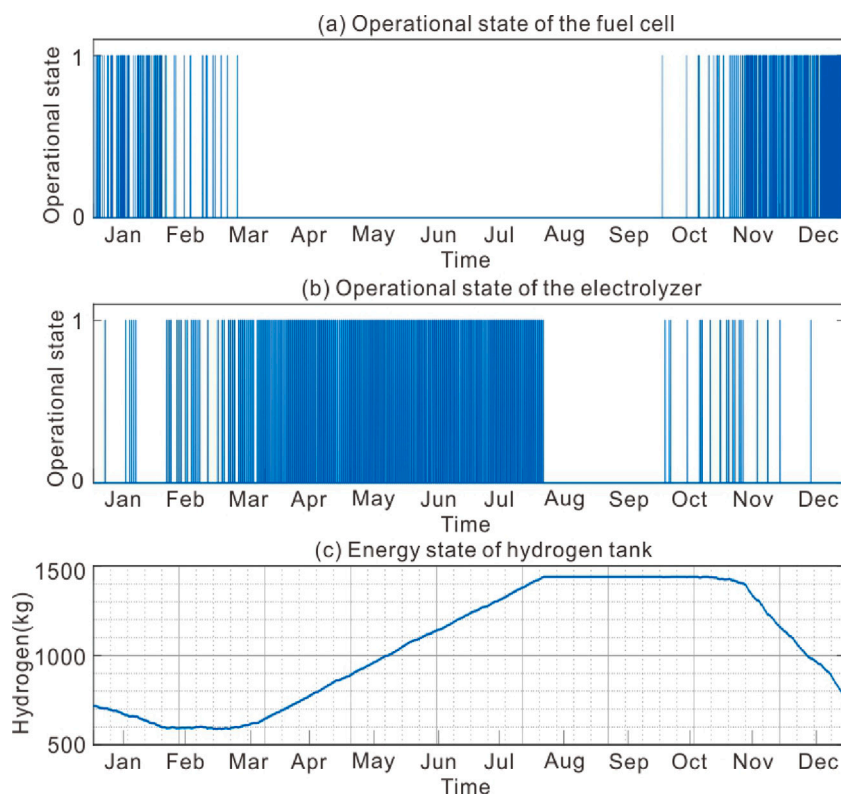 (a) Operational state of the fuel cell
Operational state
1
0
Jan Feb Mar Apr May Jun Jul Aug Sep Oct Nov Dec
Time
(b) Operational state of the electrolyzer
Operational state
1
0
Jan Feb Mar Apr May Jun Jul Aug Sep Oct Nov Dec
Time
(c) Energy state of hydrogen tank
Hydrogen(kg)
1500
1000
500
Jan Feb Mar Apr May Jun Jul Aug Sep Oct Nov Dec
Time